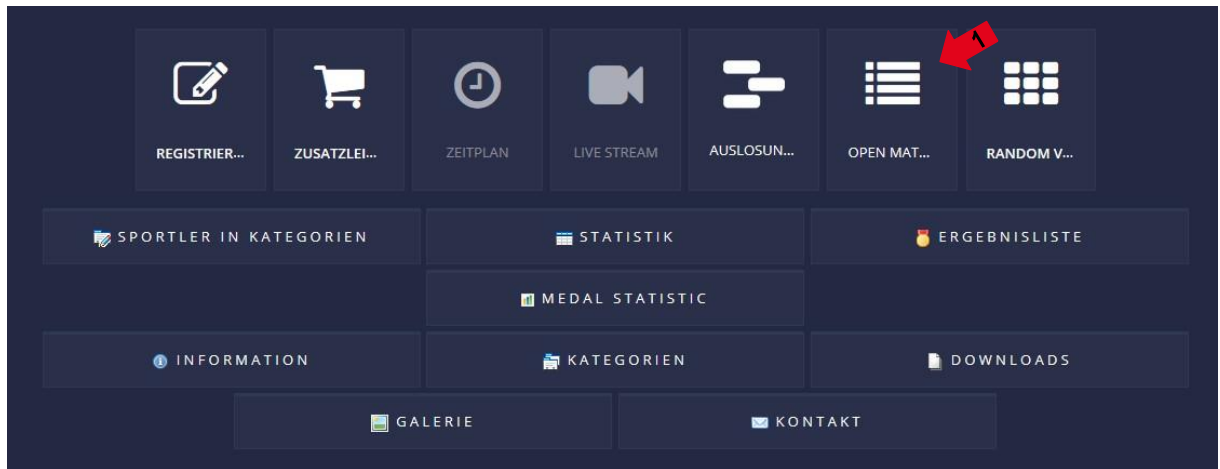 1
REGISTRIER...
ZUSATZLEI...
ZEITPLAN
LIVE STREAM
AUSLOSUN...
OPEN MAT...
RANDOM V...
SPORTLER IN KATEGORIEN
STATISTIK
ERGEBNISLISTE
MEDAL STATISTIC
INFORMATION
KATEGORIEN
DOWNLOADS
GALERIE
KONTAKT